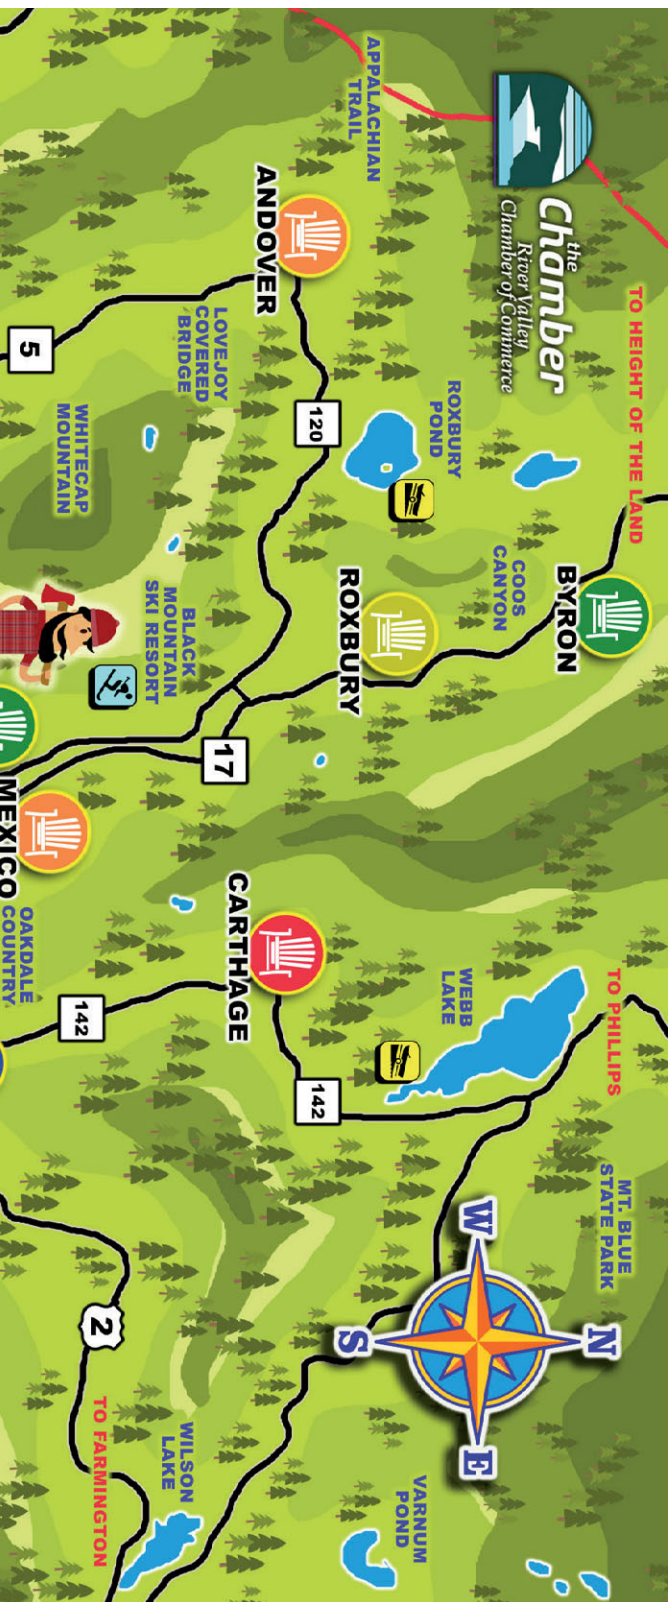 the
Chamber
River Valley
Chamber of Commerce
TO HEIGHT OF THE LAND
APPALACHIAN
TRAIL
ANDOVER
LOVEJOY
COVERED
BRIDGE
5
WHITECAP
MOUNTAIN
120
ROXBURY
POND
COOS
CANYON
BYRON
ROXBURY
BLACK
MOUNTAIN
SKI RESORT
17
MEXICO
OAKDALE
COUNTRY
CARTHAGE
142
WEBB
LAKE
142
TO PHILLIPS
MT. BLUE
STATE PARK
N
W
E
S
2
TO FARMINGTON
WILSON
LAKE
VARNUM
POND